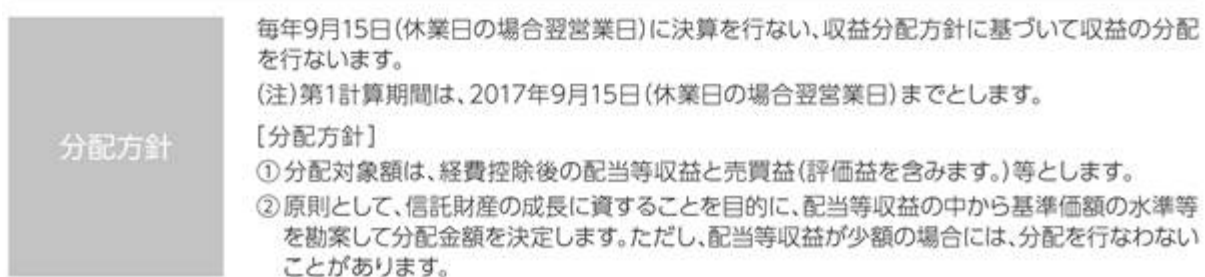 分配方針
毎年9月15日(休業日の場合翌営業日)に決算を行ない、収益分配方針に基づいて収益の分配
を行ないます。
(注)第1計算期間は、2017年9月15日(休業日の場合翌営業日)までとします。
[分配方針]
①分配対象額は、経費控除後の配当等収益と売買益(評価益を含みます。)等とします。
②原則として、信託財産の成長に資することを目的に、配当等収益の中から基準価額の水準等
を勘案して分配金額を決定します。ただし、配当等収益が少額の場合には、分配を行なわない
ことがあります。